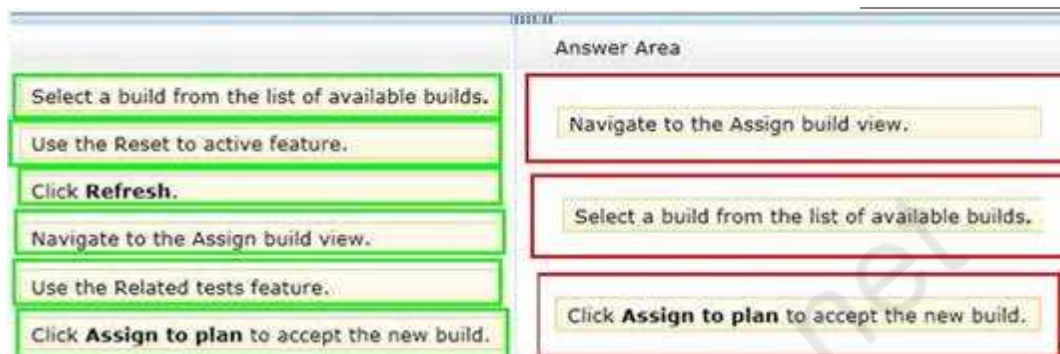 Answer Area
Select a build from the list of available builds.
Use the Reset to active feature.
Click Refresh.
Navigate to the Assign build view.
Use the Related tests feature.
Click Assign to plan to accept the new build.
Navigate to the Assign build view.
Select a build from the list of available builds.
Click Assign to plan to accept the new build.
net